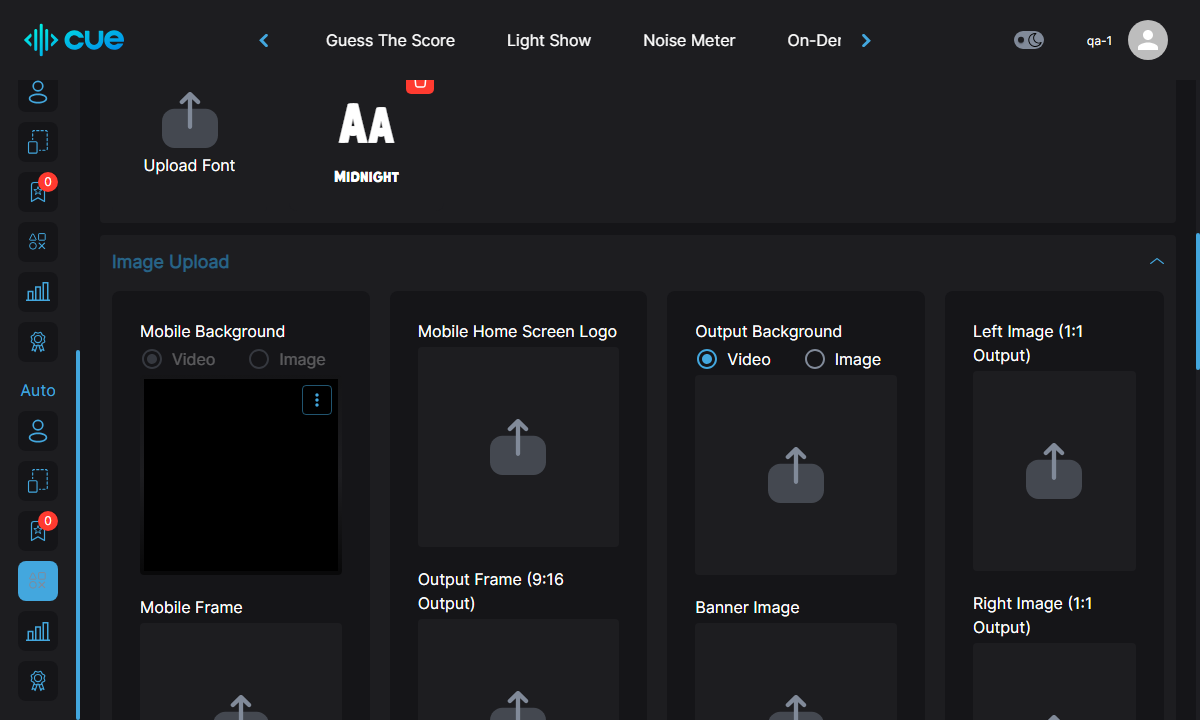 cue
Guess The Score
Light Show
Noise Meter
On-Der
qa-1
0
Auto
0
Upload Font
AA
MIDNIGHT
Image Upload
Mobile Background
Video
Image
Mobile Frame
Mobile Home Screen Logo
Output Frame (9:16
Output)
Output Background
Video
Image
Banner Image
Left Image (1:1
Output)
Right Image (1:1
Output)